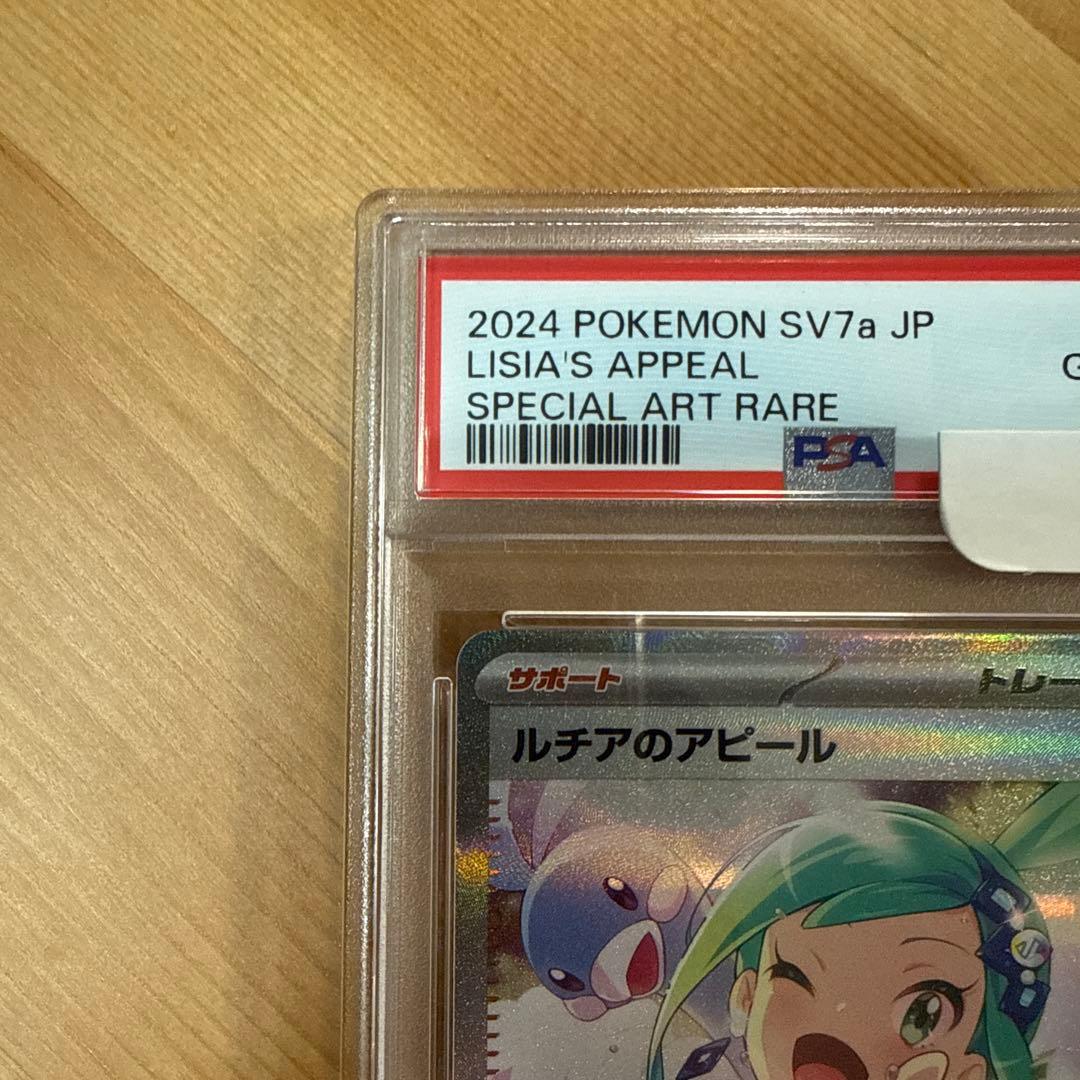 2024 POKEMON SV7a JP
LISIA'S APPEAL
SPECIAL ART RARE
PSA
サポート
ルチアのアピール